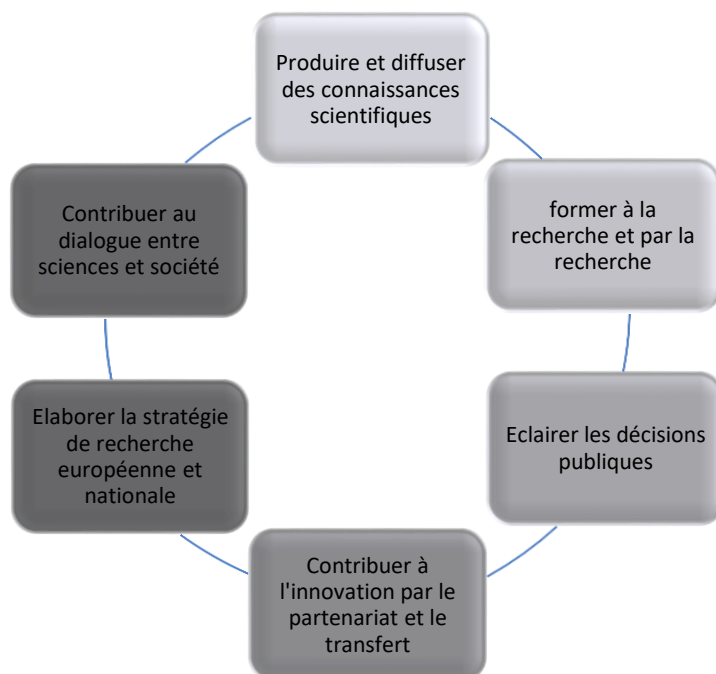 Produire et diffuser
des connaissances
scientifiques
former à la
recherche et par la
recherche
Eclairer les décisions
publiques
Contribuer à
l'innovation par le
partenariat et le
transfert
Elaborer la stratégie
de recherche
européenne et
nationale
Contribuer au
dialogue entre
sciences et société